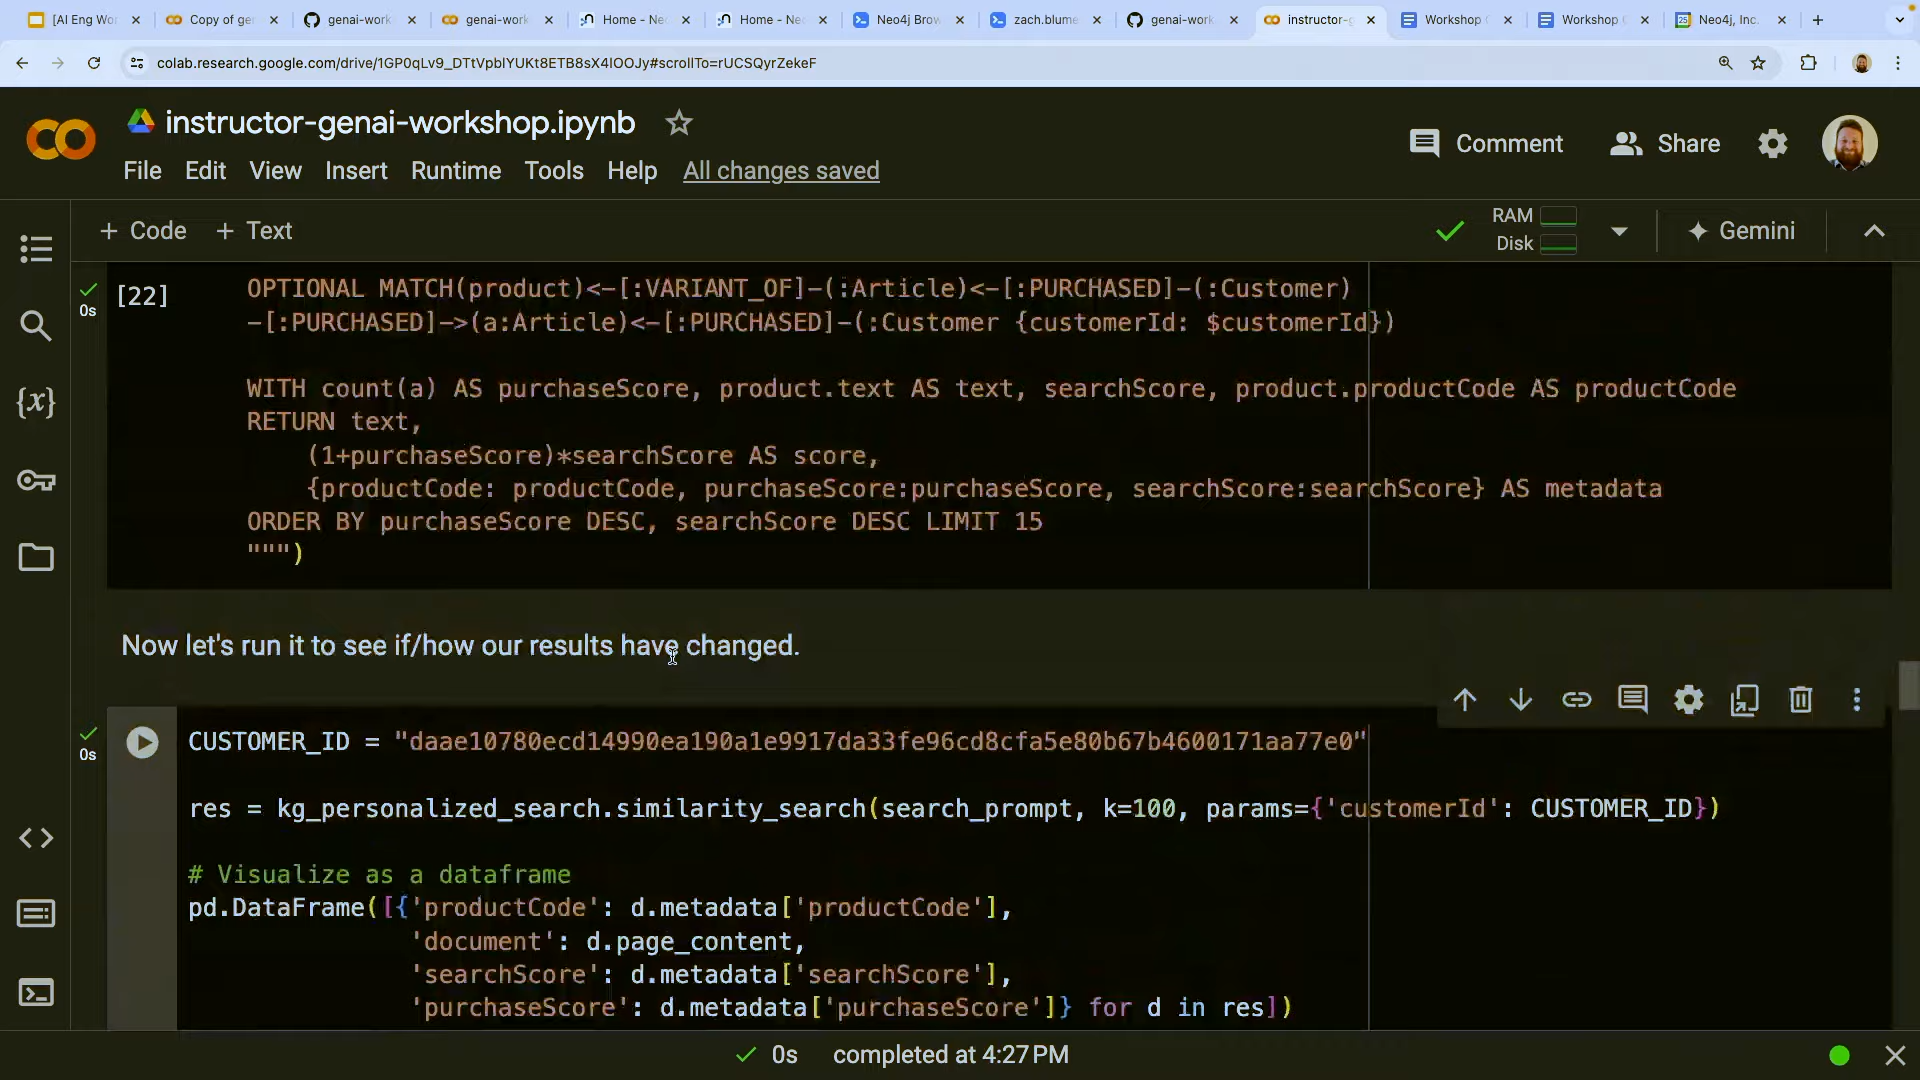 [AI Eng Wo
Copy of ge
genai-work
genai-work
Home - Ne
Home - Ne
Neo4j Brow
zach.blume
genai-work
instructor-g
Workshop
Workshop
Neo4j, Inc.
colab.research.google.com/drive/1GP0qLv9_DTtVpblYUKt8ETB8sX4IOOJy#scrollTo=rUCSQyrZekeF
instructor-genai-workshop.ipynb
Comment
Share
File Edit View Insert Runtime Tools Help All changes saved
+ Code + Text
RAM
Disk
Gemini
[22]
0s
OPTIONAL MATCH(product)<-[:VARIANT_OF]-(:Article)<-[:PURCHASED]-(:Customer)
-[:PURCHASED]->(a:Article)<-[:PURCHASED]-(:Customer {customerId: $customerId})
WITH count(a) AS purchaseScore, product.text AS text, searchScore, product.productCode AS productCode
RETURN text,
(1+purchaseScore)*searchScore AS score,
{productCode: productCode, purchaseScore:purchaseScore, searchScore:searchScore} AS metadata
ORDER BY purchaseScore DESC, searchScore DESC LIMIT 15
""")
Now let's run it to see if/how our results have changed.
0s
CUSTOMER_ID = "daae10780ecd14990ea190a1e9917da33fe96cd8cfa5e80b67b4600171aa77e0"
res = kg_personalized_search.similarity_search(search_prompt, k=100, params={'customerId': CUSTOMER_ID})
# Visualize as a dataframe
pd.DataFrame([{'productCode': d.metadata['productCode'],
'document': d.page_content,
'searchScore': d.metadata['searchScore'],
'purchaseScore': d.metadata['purchaseScore']} for d in res])
0s completed at 4:27 PM